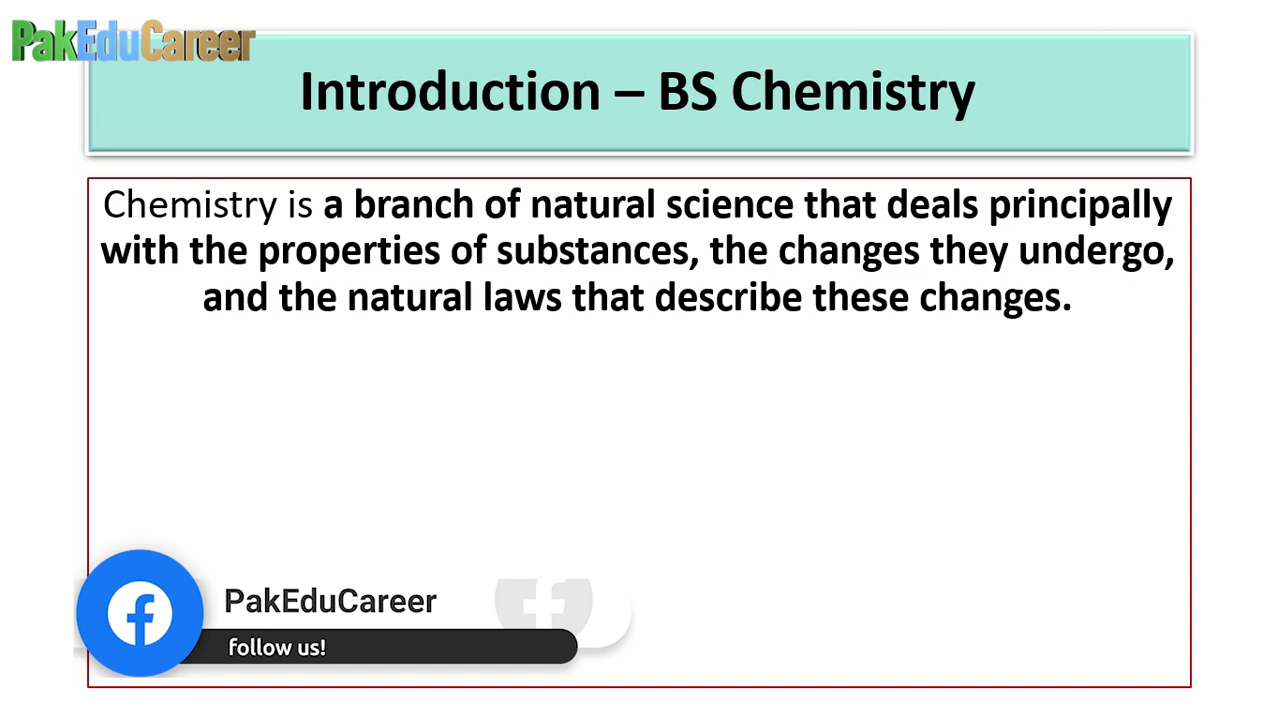 PakEduCareer
Introduction – BS Chemistry
Chemistry is a branch of natural science that deals principally
with the properties of substances, the changes they undergo,
and the natural laws that describe these changes.
PakEduCareer
follow us!